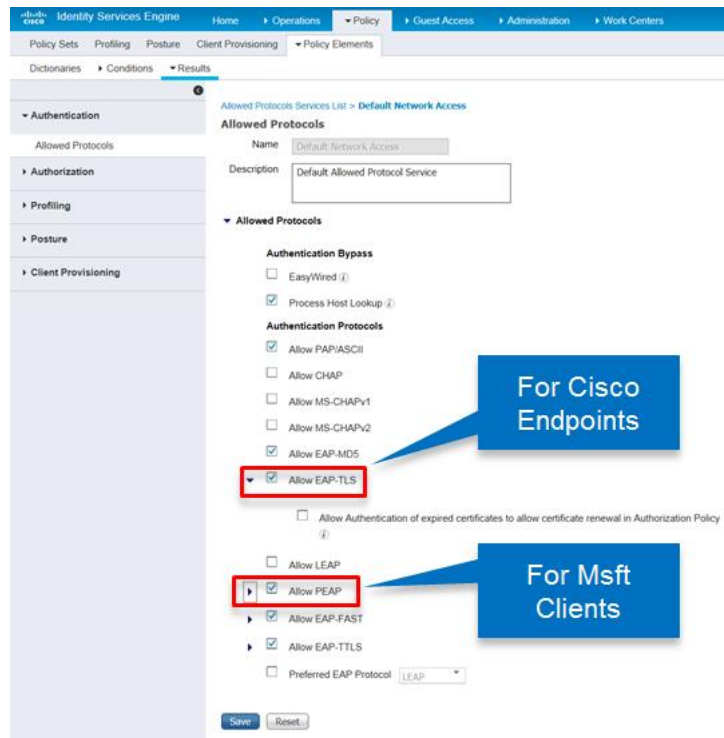 cisco Identity Services Engine Home Operations Policy Guest Access Administration Work Centers
Policy Sets Profiling Posture Client Provisioning Policy Elements
Dictionaries Conditions Results
Allowed Protocols Services List > Default Network Access
Authentication
Allowed Protocols
Allowed Protocols
Authorization
Profiling
Posture
Client Provisioning
Name Default Network Access
Description Default Allowed Protocol Service
Allowed Protocols
Authentication Bypass
EasyWired
Process Host Lookup
Authentication Protocols
Allow PAP/ASCII
Allow CHAP
Allow MS-CHAPv1
Allow MS-CHAPv2
Allow EAP-MD5
Allow EAP-TLS
Allow Authentication of expired certificates to allow certificate renewal in Authorization Policy
Allow LEAP
Allow PEAP
Allow EAP-FAST
Allow EAP-TTLS
Preferred EAP Protocol LEAP
Save Reset
For Cisco
Endpoints
For Msft
Clients